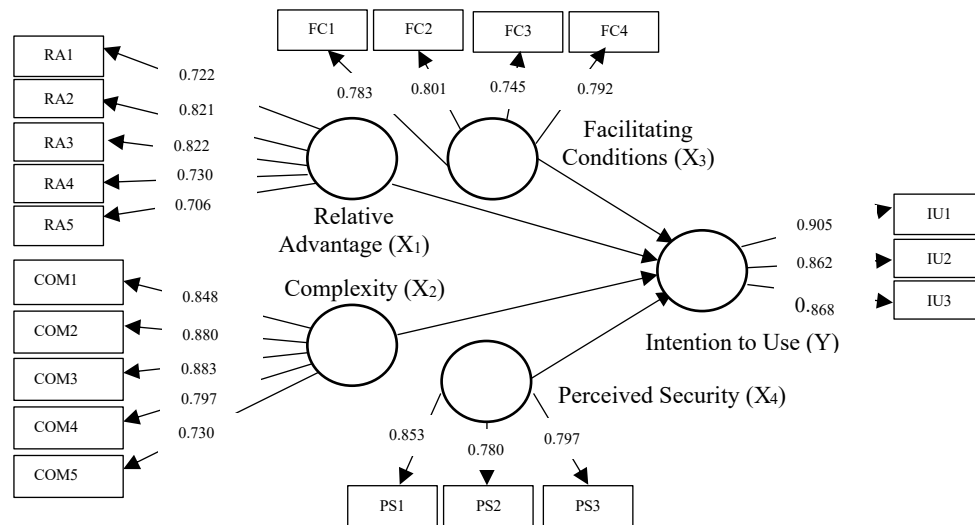 FC1
FC2
FC3
FC4
RA1
RA2
RA3
RA4
RA5
0.722
0.821
0.822
0.730
0.706
0.783
0.801
0.745
0.792
Facilitating
Conditions (X3)
Relative
Advantage (X1)
COM1
COM2
COM3
COM4
COM5
0.848
0.880
0.883
0.797
0.730
Complexity (X2)
0.905
0.862
0.868
IU1
IU2
IU3
Intention to Use (Y)
Perceived Security (X4)
0.853
0.780
0.797
PS1
PS2
PS3